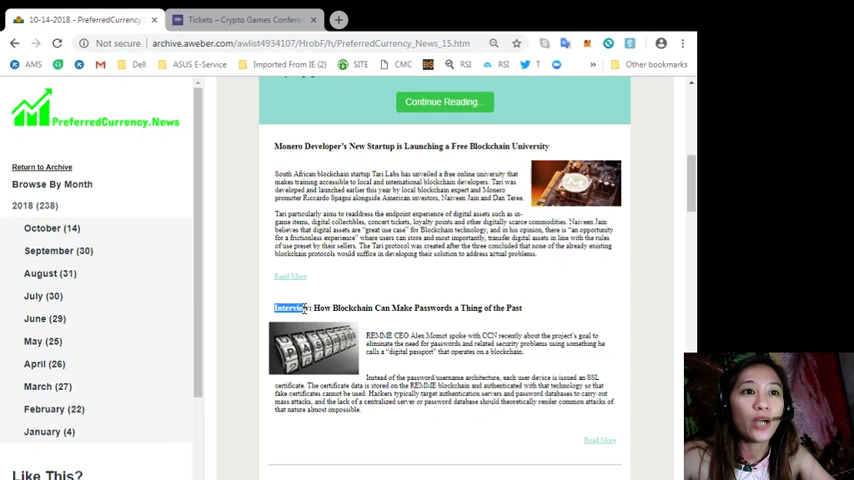 10-14-2018 - PreferredCurrency.
Tickets – Crypto Games Conferen
Not secure
archive.aweber.com/awlist4934107/HrobF/h/PreferredCurrency_News_15.htm
AMS
Dell
ASUS E-Service
Imported From IE (2)
SITE
CMC
BS
RSI
RSI
T
»
Other bookmarks
PreferredCurrency.News
Return to Archive
Browse By Month
2018 (238)
October (14)
September (30)
August (31)
July (30)
June (29)
May (25)
April (26)
March (27)
February (22)
January (4)
Like This?
Continue Reading...
Monero Developer's New Startup is Launching a Free Blockchain University
South African blockchain startup Tari Labs has unveiled a free online university that
makes training accessible to local and international blockchain developers. Tari was
developed and launched earlier this year by local blockchain expert and Monero
promoter Riccardo Spagni alongside American investors, Naveen Jain and Dan Teree.
Tari particularly aims to readdress the endpoint experience of digital assets such as in-
game items, digital collectibles, concert tickets, loyalty points and other digitally scarce commodities. Naveen Jain
believes that digital assets are "great use case" for Blockchain technology, and in his opinion, there is "an opportunity
for a frictionless experience" where users can store and most importantly, transfer digital assets in line with the rules
of use preset by their sellers. The Tari protocol was created after the three concluded that none of the already existing
blockchain protocols would suffice in developing their solution to address actual problems.
Read More
Interview: How Blockchain Can Make Passwords a Thing of the Past
REMME CEO Alex Momot spoke with CCN recently about the project's goal to
eliminate the need for passwords and related security problems using something he
calls a "digital passport" that operates on a blockchain.
Instead of the password/username architecture, each user device is issued an SSL
certificate. The certificate data is stored on the REMME blockchain and authenticated with that technology so that
fake certificates cannot be used. Hackers typically target authentication servers and password databases to carry out
mass attacks, and the lack of a centralized server or password database should theoretically render common attacks of
that nature almost impossible.
Read More